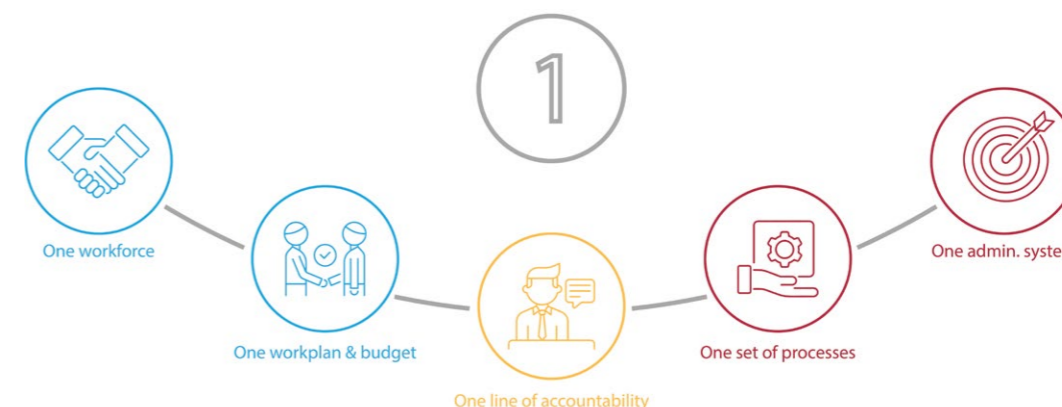 1
One workforce
One workplan & budget
One line of accountability
One set of processes
One admin. syste